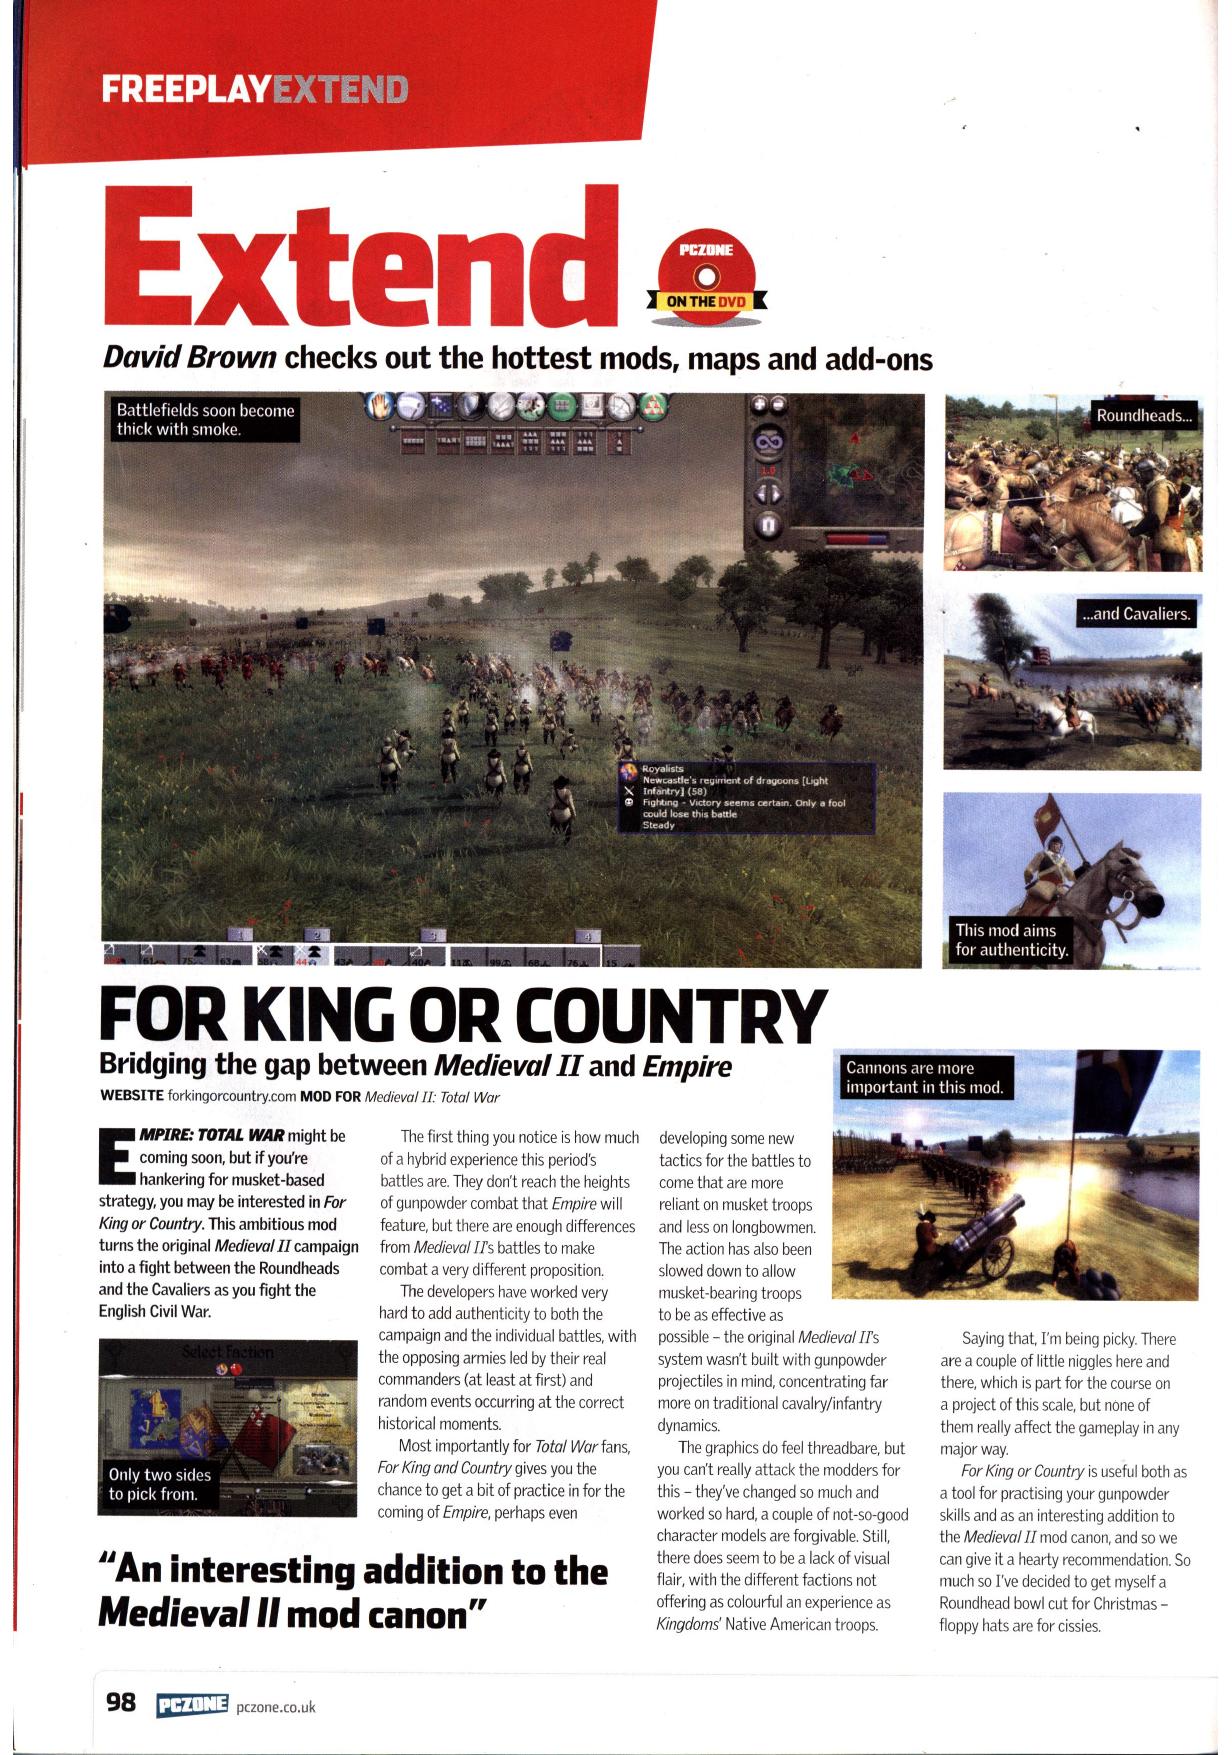 FREEPLAYEXTEND
Extend
PCZONE
ON THE DVD
David Brown checks out the hottest mods, maps and add-ons
Battlefields soon become
thick with smoke.
1.0
Royalists
Newcastle's regiment of dragoons [Light
Infantry] (58)
Fighting - Victory seems certain. Only a fool
could lose this battle
Steady
1
2
3
4
Roundheads...
...and Cavaliers.
This mod aims
for authenticity.
FOR KING OR COUNTRY
Bridging the gap between Medieval II and Empire
WEBSITE forkingorcountry.com MOD FOR Medieval II: Total War
Cannons are more
important in this mod.
EMPIRE: TOTAL WAR might be
coming soon, but if you're
hankering for musket-based
strategy, you may be interested in For
King or Country. This ambitious mod
turns the original Medieval II campaign
into a fight between the Roundheads
and the Cavaliers as you fight the
English Civil War.
Select Faction
Only two sides
to pick from.
The first thing you notice is how much
of a hybrid experience this period's
battles are. They don't reach the heights
of gunpowder combat that Empire will
feature, but there are enough differences
from Medieval II's battles to make
combat a very different proposition.
The developers have worked very
hard to add authenticity to both the
campaign and the individual battles, with
the opposing armies led by their real
commanders (at least at first) and
random events occurring at the correct
historical moments.
Most importantly for Total War fans,
For King and Country gives you the
chance to get a bit of practice in for the
coming of Empire, perhaps even
developing some new
tactics for the battles to
come that are more
reliant on musket troops
and less on longbowmen.
The action has also been
slowed down to allow
musket-bearing troops
to be as effective as
possible – the original Medieval II's
system wasn't built with gunpowder
projectiles in mind, concentrating far
more on traditional cavalry/infantry
dynamics.
The graphics do feel threadbare, but
you can't really attack the modders for
this – they've changed so much and
worked so hard, a couple of not-so-good
character models are forgivable. Still,
there does seem to be a lack of visual
flair, with the different factions not
offering as colourful an experience as
Kingdoms' Native American troops.
Saying that, I'm being picky. There
are a couple of little niggles here and
there, which is part for the course on
a project of this scale, but none of
them really affect the gameplay in any
major way.
For King or Country is useful both as
a tool for practising your gunpowder
skills and as an interesting addition to
the Medieval II mod canon, and so we
can give it a hearty recommendation. So
much so I've decided to get myself a
Roundhead bowl cut for Christmas –
floppy hats are for cissies.
"An interesting addition to the
Medieval II mod canon"
98 PCZONE pczone.co.uk